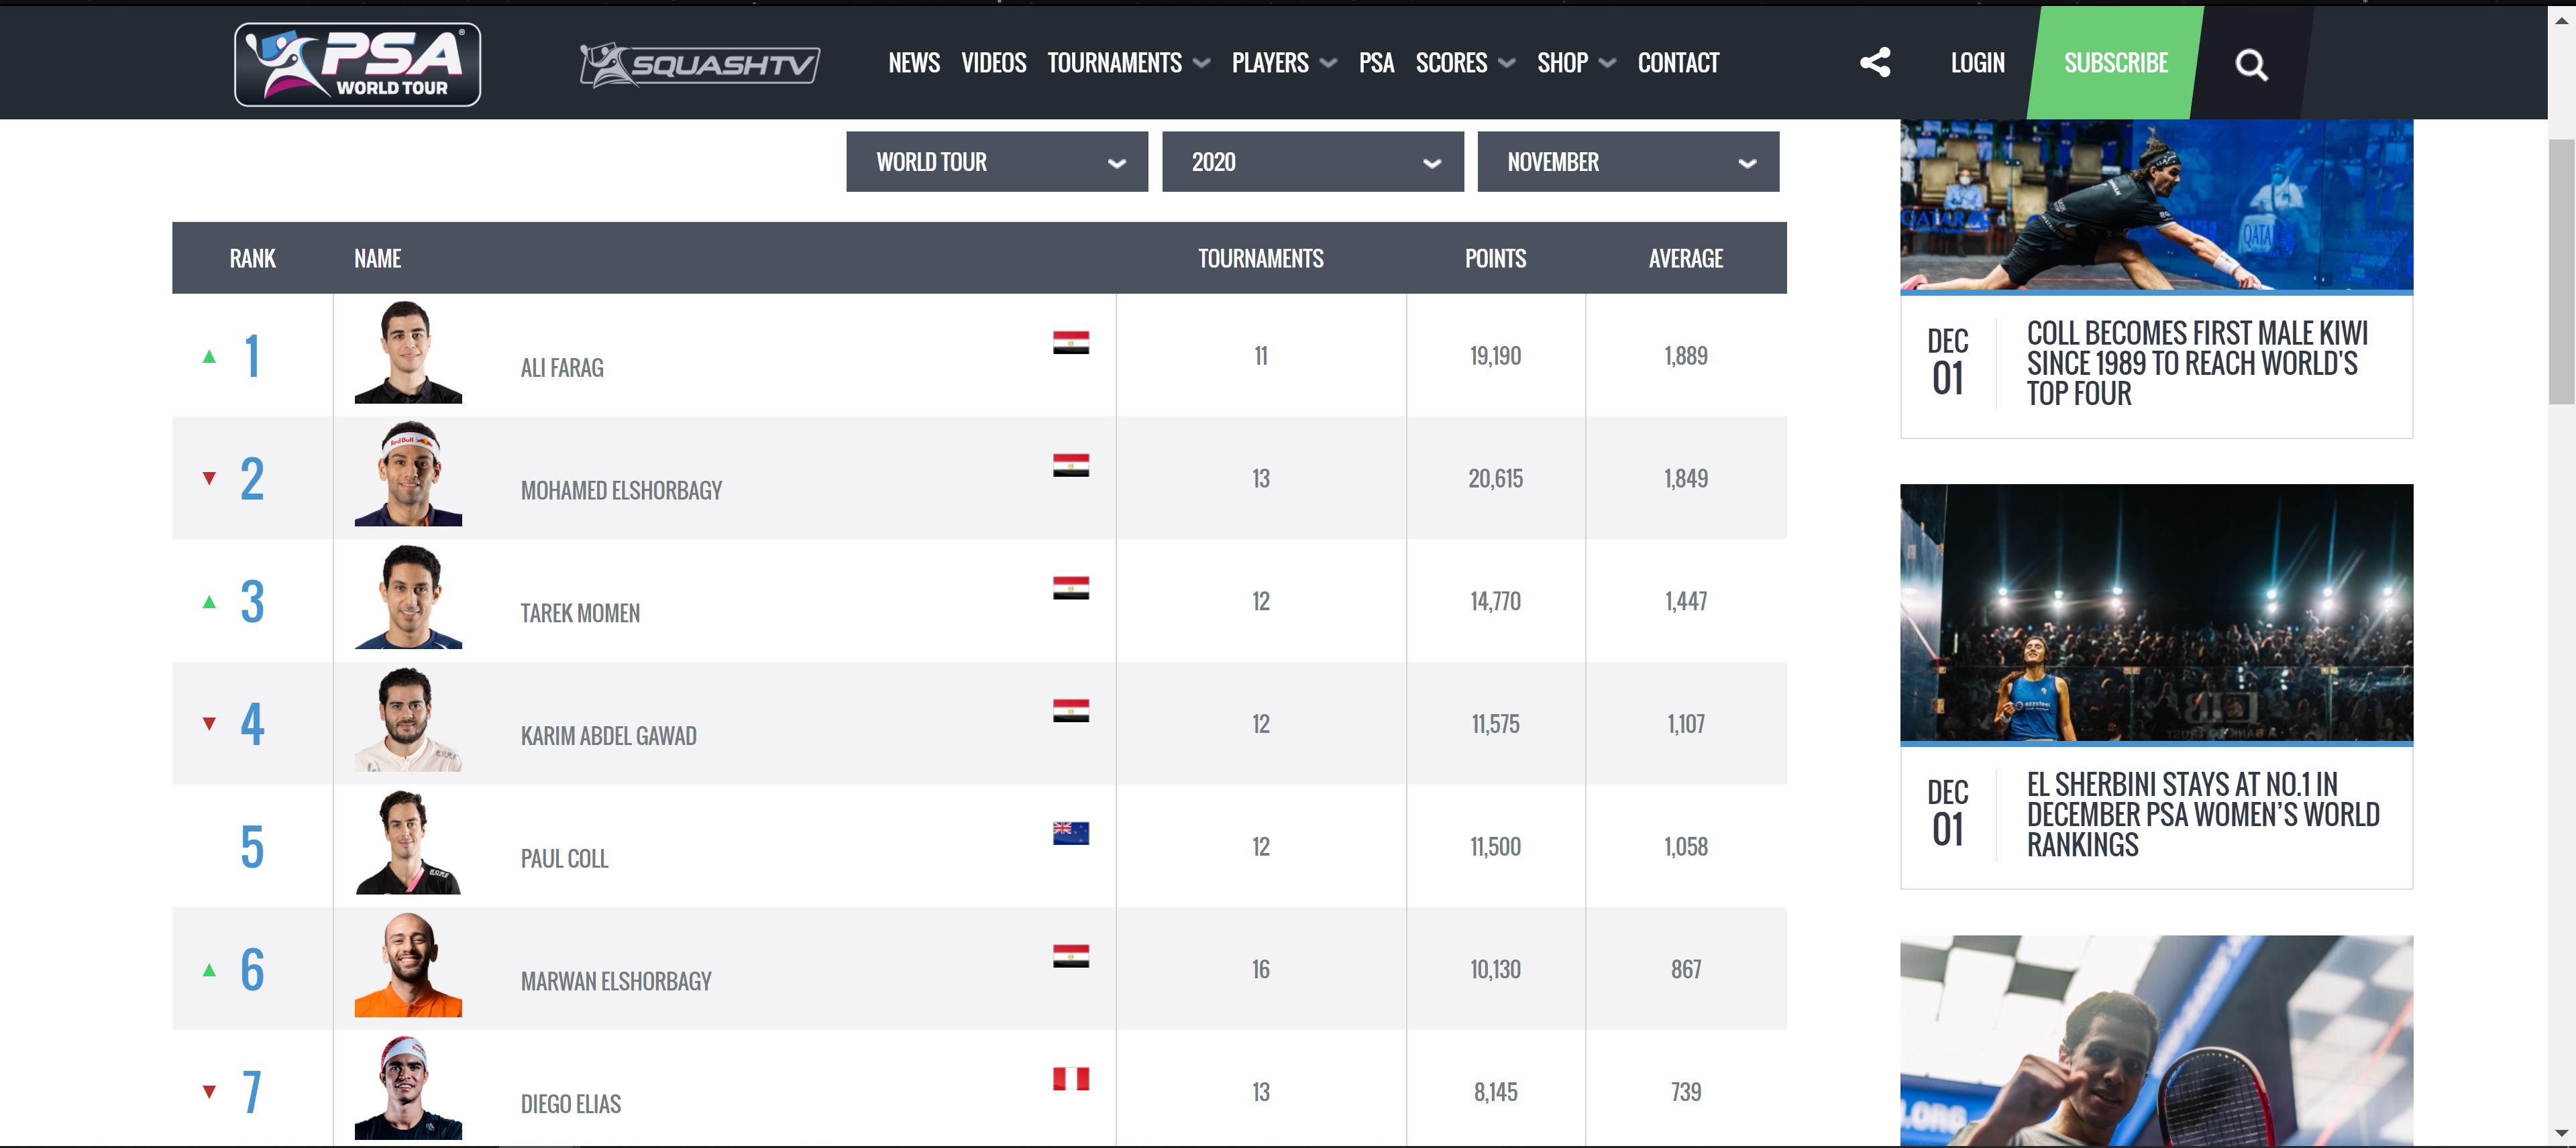 PSA
WORLD TOUR
SQUASHTV
NEWS VIDEOS TOURNAMENTS PLAYERS PSA SCORES SHOP CONTACT LOGIN SUBSCRIBE
WORLD TOUR 2020 NOVEMBER
RANK NAME TOURNAMENTS POINTS AVERAGE
1 ALI FARAG 11 19,190 1,889
2 MOHAMED ELSHORBAGY 13 20,615 1,849
3 TAREK MOMEN 12 14,770 1,447
4 KARIM ABDEL GAWAD 12 11,575 1,107
5 PAUL COLL 12 11,500 1,058
6 MARWAN ELSHORBAGY 16 10,130 867
7 DIEGO ELIAS 13 8,145 739
RedBull
QATAR
QATAR
DEC
01
COLL BECOMES FIRST MALE KIWI
SINCE 1989 TO REACH WORLD'S
TOP FOUR
DEC
01
EL SHERBINI STAYS AT NO.1 IN
DECEMBER PSA WOMEN’S WORLD
RANKINGS
.ORG